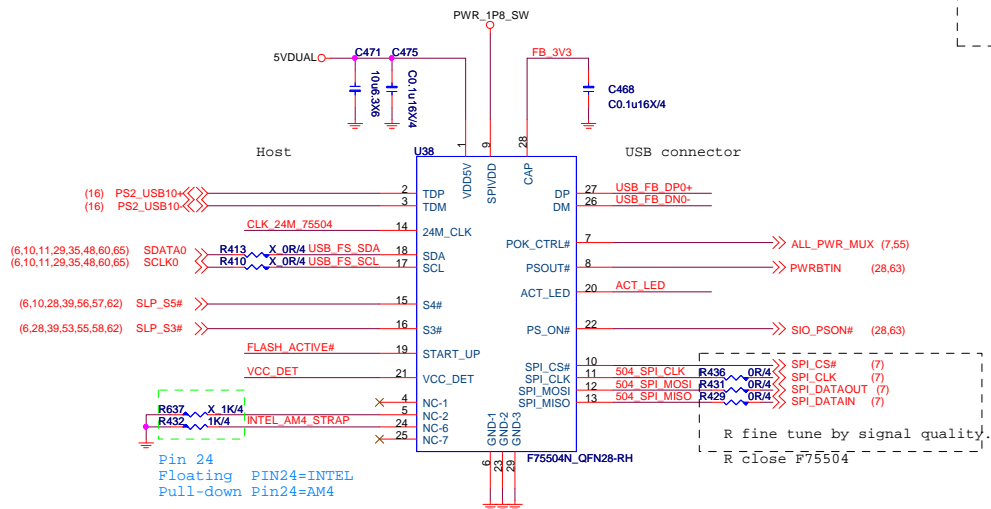 PWR_1P8_SW
5VDUAL
C471
C475
FB_3V3
10u6.3X6
C0.1u16X/4
C468
C0.1u16X/4
Host
U38
USB connector
1
9
28
VDD5V
SPIVDD
CAP
(16) PS2_USB10+
2
TDP
(16) PS2_USB10-
3
TDM
DP
27
USB_FB_DP0+
DM
26
USB_FB_DN0-
CLK_24M_75504
14
24M_CLK
(6,10,11,29,35,48,60,65) SDATA0
R413
X_0R/4
USB_FS_SDA
18
SDA
(6,10,11,29,35,48,60,65) SCLK0
R410
X_0R/4
USB_FS_SCL
17
SCL
POK_CTRL#
7
ALL_PWR_MUX (7,55)
PSOUT#
8
PWRBTIN (28,63)
ACT_LED
20
ACT_LED
(6,10,28,39,56,57,62) SLP_S5#
15
S4#
(6,28,39,53,55,58,62) SLP_S3#
16
S3#
PS_ON#
22
SIO_PSON# (28,63)
FLASH_ACTIVE#
19
START_UP
VCC_DET
21
VCC_DET
SPI_CS#
10
SPI_CS# (7)
SPI_CLK
11
504_SPI_CLK
R436
0R/4
SPI_CLK (7)
SPI_MOSI
12
504_SPI_MOSI
R431
0R/4
SPI_DATAOUT (7)
SPI_MISO
13
504_SPI_MISO
R429
0R/4
SPI_DATAIN (7)
4
NC-1
R637
X_1K/4
5
NC-2
R432
1K/4
INTEL_AM4_STRAP
24
NC-6
25
NC-7
GND-1
GND-2
GND-3
6
23
29
F75504N_QFN28-RH
R fine tune by signal quality.
R close F75504
Pin 24
Floating PIN24=INTEL
Pull-down Pin24=AM4